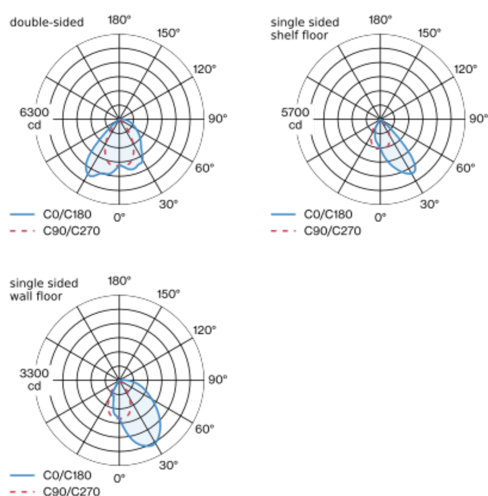 double-sided
180°
150°
120°
90°
60°
30°
0°
6300
cd
C0/C180
C90/C270
single sided
shelf floor
180°
150°
120°
90°
60°
30°
0°
5700
cd
C0/C180
C90/C270
single sided
wall floor
180°
150°
120°
90°
60°
30°
0°
3300
cd
C0/C180
C90/C270